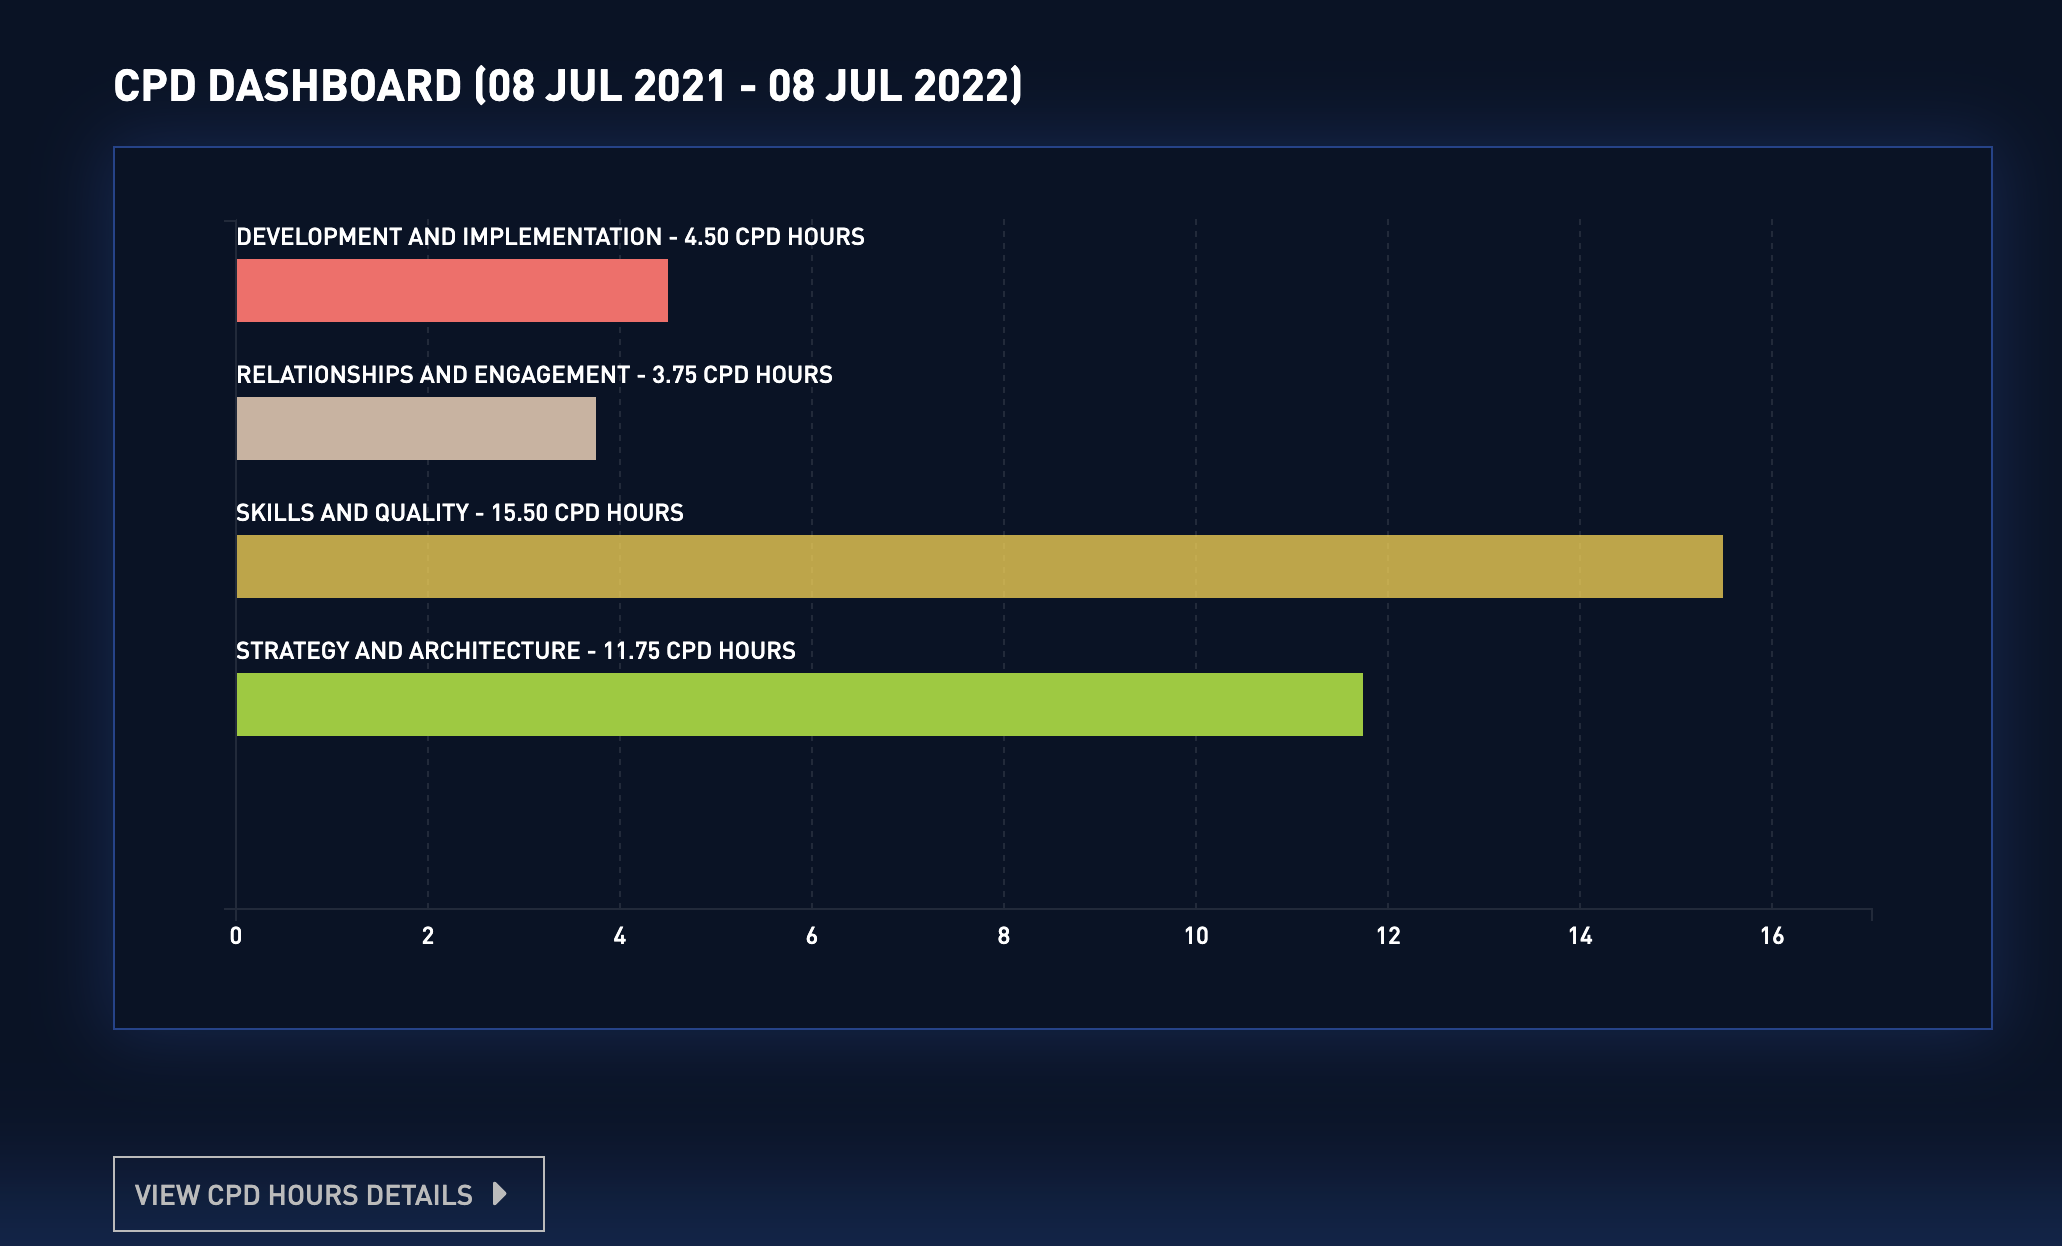 CPD DASHBOARD (08 JUL 2021 - 08 JUL 2022)
DEVELOPMENT AND IMPLEMENTATION - 4.50 CPD HOURS
RELATIONSHIPS AND ENGAGEMENT - 3.75 CPD HOURS
SKILLS AND QUALITY - 15.50 CPD HOURS
STRATEGY AND ARCHITECTURE - 11.75 CPD HOURS
0 2 4 6 8 10 12 14 16
VIEW CPD HOURS DETAILS